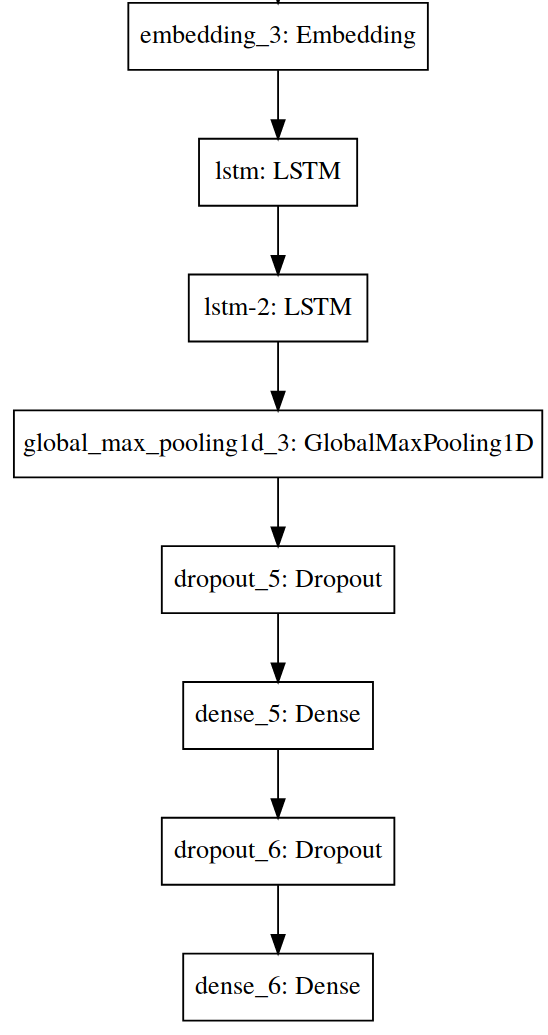 embedding_3: Embedding
lstm: LSTM
lstm-2: LSTM
global_max_pooling1d_3: GlobalMaxPooling1D
dropout_5: Dropout
dense_5: Dense
dropout_6: Dropout
dense_6: Dense